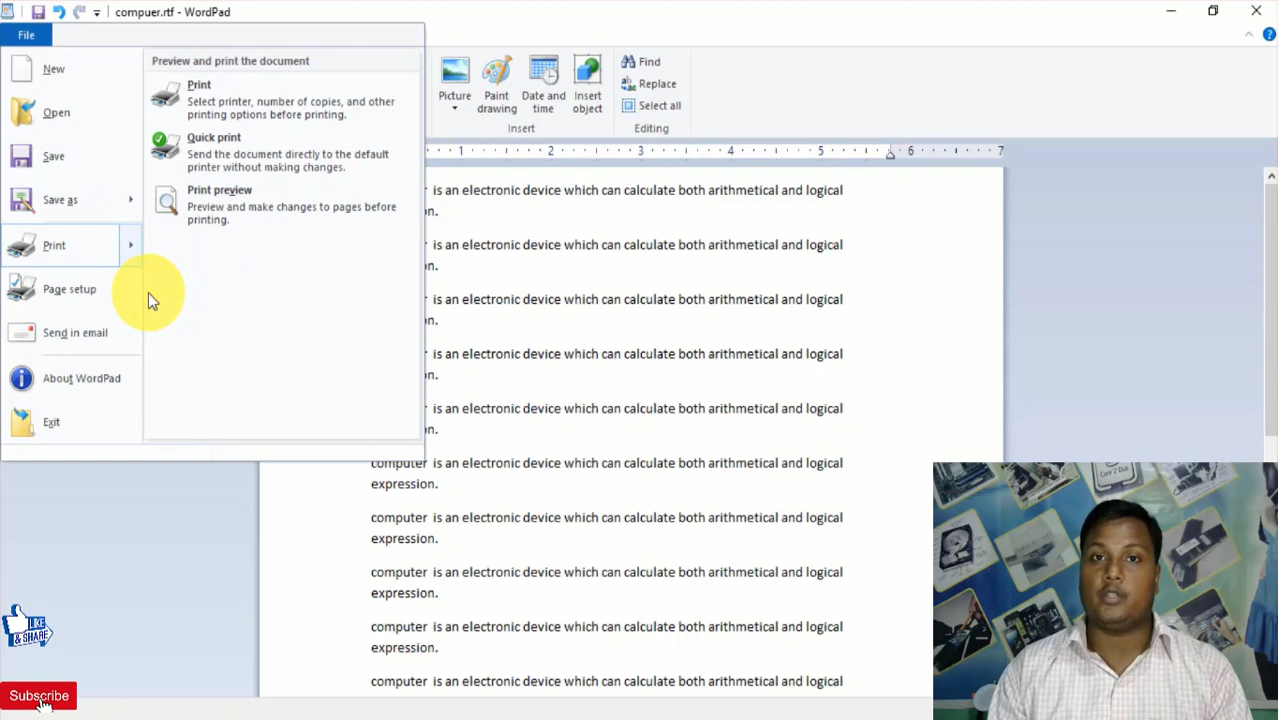 compuer.rtf - WordPad
File
New
Open
Save
Save as
Print
Page setup
Send in email
About WordPad
Exit
Preview and print the document
Print
Select printer, number of copies, and other
printing options before printing.
Quick print
Send the document directly to the default
printer without making changes.
Print preview
Preview and make changes to pages before
printing.
Picture
Paint
drawing
Date and
time
Insert
object
Insert
Find
Replace
Select all
Editing
1 2 3 4 5 6 7
r is an electronic device which can calculate both arithmetical and logical
n.
r is an electronic device which can calculate both arithmetical and logical
n.
r is an electronic device which can calculate both arithmetical and logical
n.
r is an electronic device which can calculate both arithmetical and logical
n.
r is an electronic device which can calculate both arithmetical and logical
n.
computer is an electronic device which can calculate both arithmetical and logical
expression.
computer is an electronic device which can calculate both arithmetical and logical
expression.
computer is an electronic device which can calculate both arithmetical and logical
expression.
computer is an electronic device which can calculate both arithmetical and logical
expression.
computer is an electronic device which can calculate both arithmetical and logical
LIKE
& SHARE
Subscribe
Core 2 Duo